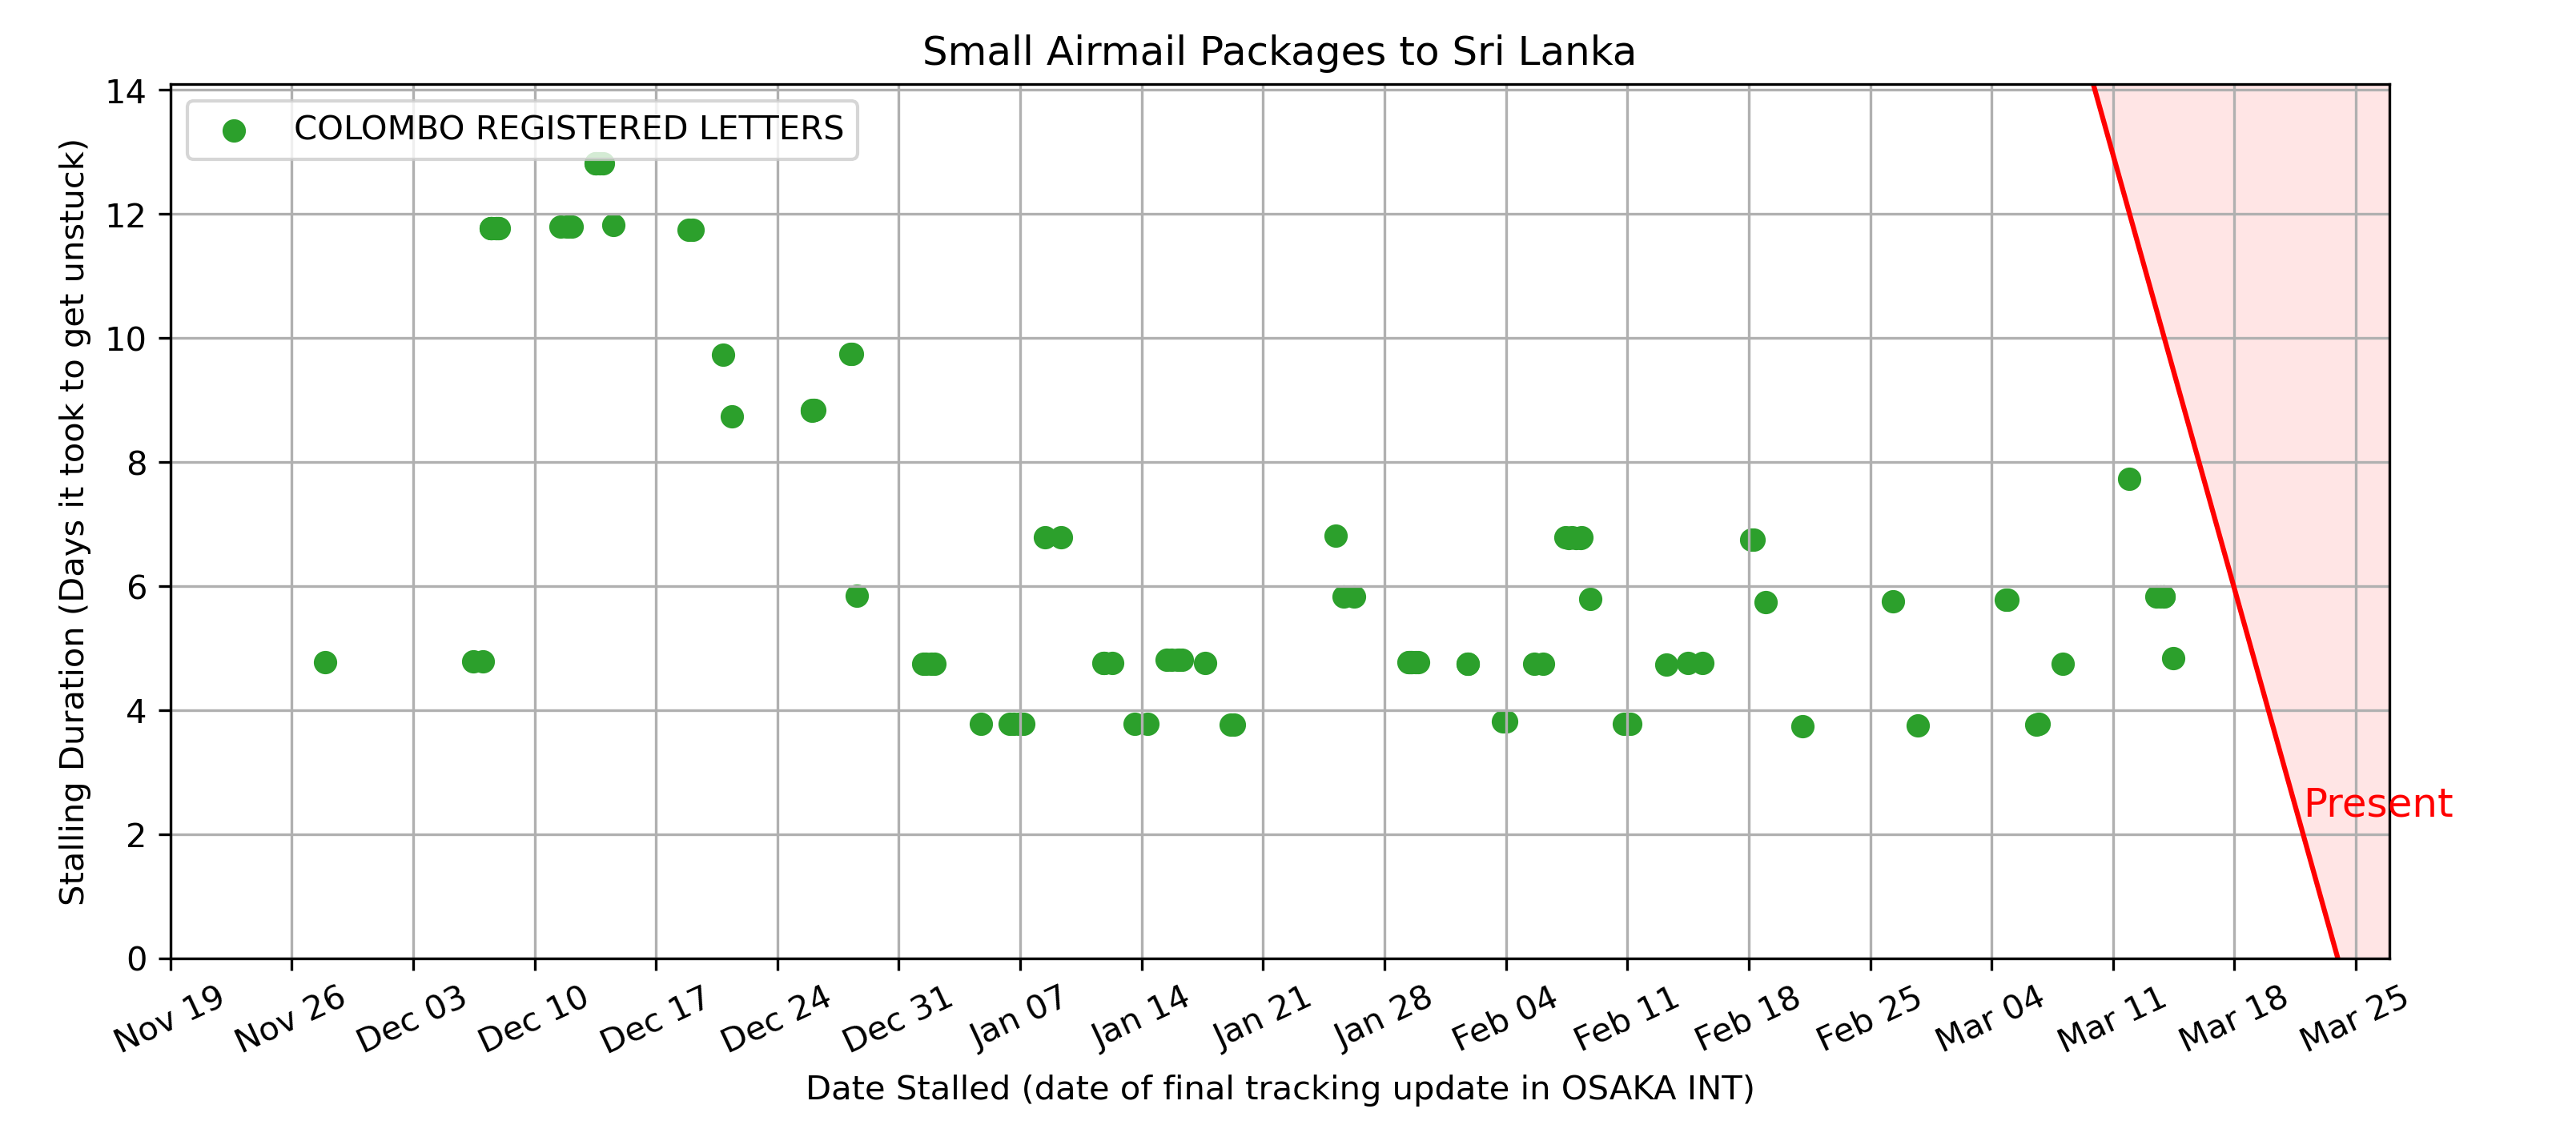 Small Airmail Packages to Sri Lanka
COLOMBO REGISTERED LETTERS
Stalling Duration (Days it took to get unstuck)
14
12
10
8
6
4
2
0
Present
Nov 19
Nov 26
Dec 03
Dec 10
Dec 17
Dec 24
Dec 31
Jan 07
Jan 14
Jan 21
Jan 28
Feb 04
Feb 11
Feb 18
Feb 25
Mar 04
Mar 11
Mar 18
Mar 25
Date Stalled (date of final tracking update in OSAKA INT)